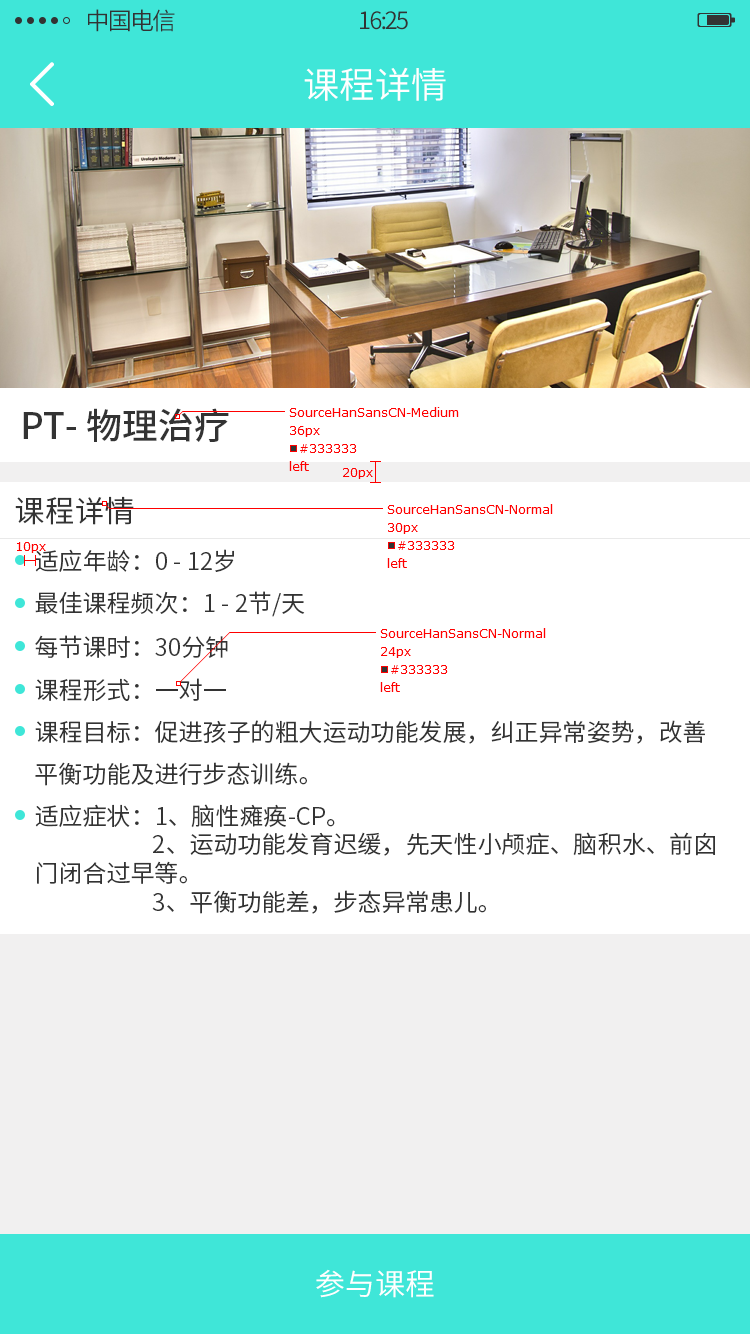 中国电信
16:25
课程详情
Urologia Moderna
PT- 物理治疗
SourceHanSansCN-Medium
36px
#333333
left
20px
课程详情
SourceHanSansCN-Normal
30px
#333333
left
10px
适应年龄：0 - 12岁
最佳课程频次：1 - 2节/天
每节课时：30分钟
SourceHanSansCN-Normal
24px
#333333
left
课程形式：一对一
课程目标：促进孩子的粗大运动功能发展，纠正异常姿势，改善
平衡功能及进行步态训练。
适应症状：1、脑性瘫痪-CP。
2、运动功能发育迟缓，先天性小颅症、脑积水、前囟
门闭合过早等。
3、平衡功能差，步态异常患儿。
参与课程